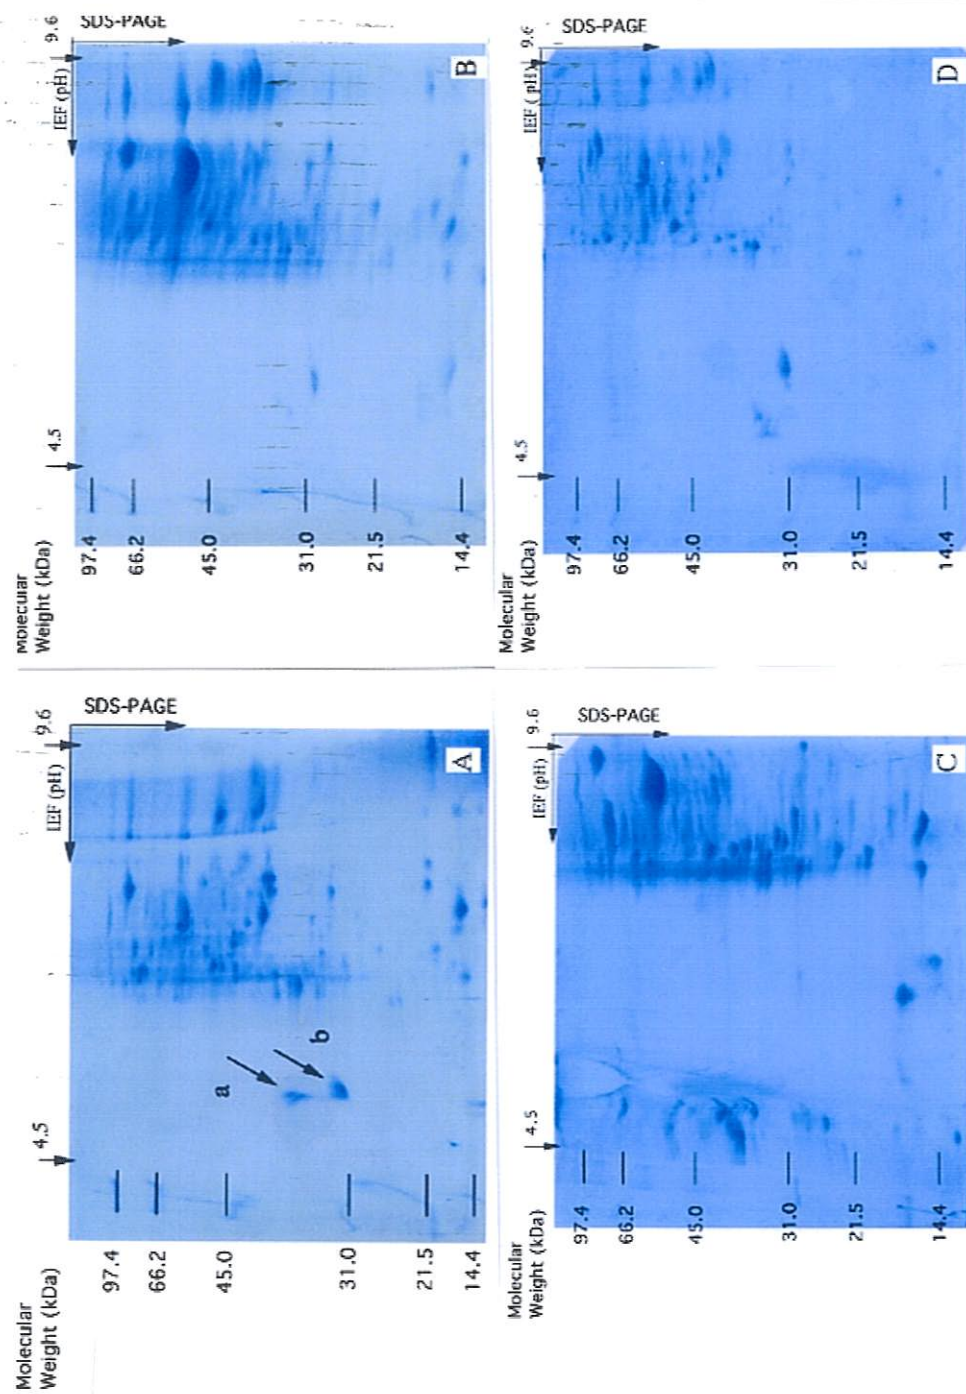 Molecular
Weight (kDa)
4.5
IEF (pH)
9.6
SDS-PAGE
97.4
66.2
45.0
31.0
21.5
14.4
a
b
A
Molecular
Weight (kDa)
4.5
IEF (pH)
9.6
SDS-PAGE
97.4
66.2
45.0
31.0
21.5
14.4
B
Molecular
Weight (kDa)
4.5
IEF (pH)
9.6
SDS-PAGE
97.4
66.2
45.0
31.0
21.5
14.4
C
Molecular
Weight (kDa)
4.5
IEF (pH)
9.6
SDS-PAGE
97.4
66.2
45.0
31.0
21.5
14.4
D